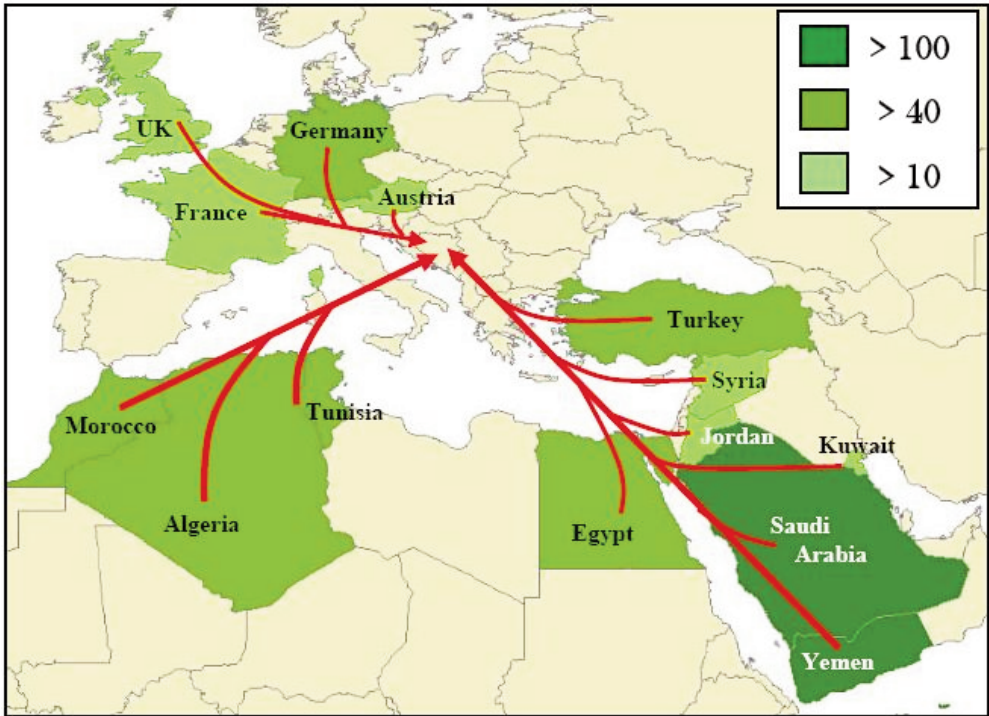 > 100
> 40
> 10
UK
Germany
Austria
France
Turkey
Syria
Jordan
Kuwait
Morocco
Tunisia
Algeria
Egypt
Saudi
Arabia
Yemen